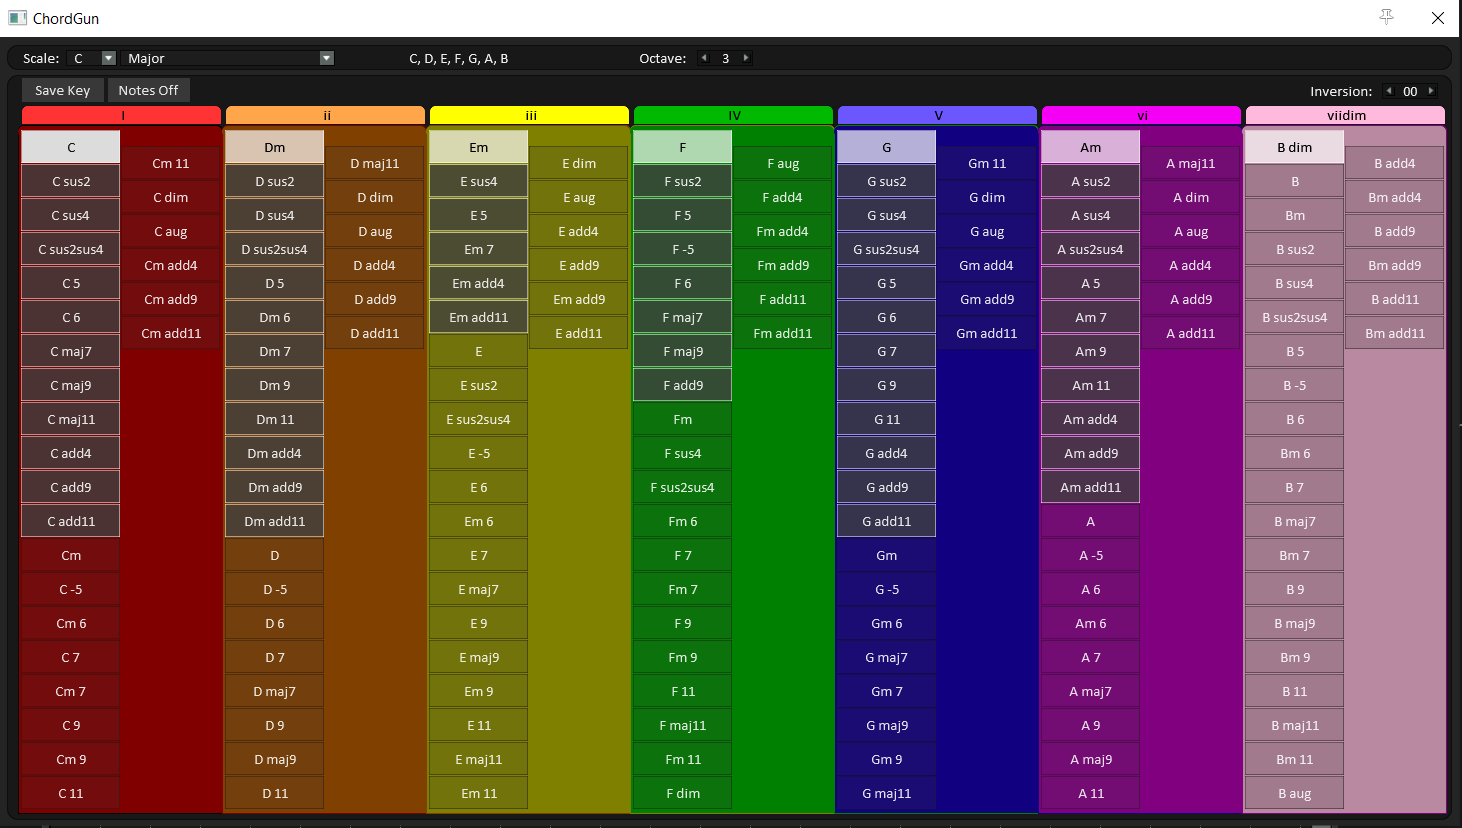 ChordGun
Scale: C Major C, D, E, F, G, A, B Octave: 3
Save Key Notes Off Inversion: 00
I ii iii IV V vi viidim
C
C sus2
C sus4
C sus2sus4
C 5
C 6
C maj7
C maj9
C maj11
C add4
C add9
C add11
Cm
C -5
Cm 6
C 7
Cm 7
C 9
Cm 9
C 11
Cm 11
C dim
C aug
Cm add4
Cm add9
Cm add11
Dm
D sus2
D sus4
D sus2sus4
D 5
Dm 6
Dm 7
Dm 9
Dm 11
Dm add4
Dm add9
Dm add11
D
D -5
D 6
D 7
D maj7
D 9
D maj9
D 11
D maj11
D dim
D aug
D add4
D add9
D add11
Em
E sus4
E 5
Em 7
Em add4
Em add11
E
E sus2
E sus2sus4
E -5
E 6
Em 6
E 7
E maj7
E 9
E maj9
Em 9
E 11
E maj11
Em 11
E dim
E aug
E add4
E add9
Em add9
E add11
F
F sus2
F 5
F -5
F 6
F maj7
F maj9
F add9
Fm
F sus4
F sus2sus4
Fm 6
F 7
Fm 7
F 9
Fm 9
F 11
F maj11
Fm 11
F dim
F aug
F add4
Fm add4
Fm add9
F add11
Fm add11
G
G sus2
G sus4
G sus2sus4
G 5
G 6
G 7
G 9
G 11
G add4
G add9
G add11
Gm
G -5
Gm 6
G maj7
Gm 7
G maj9
Gm 9
G maj11
Gm 11
G dim
G aug
Gm add4
Gm add9
Gm add11
Am
A sus2
A sus4
A sus2sus4
A 5
Am 7
Am 9
Am 11
Am add4
Am add9
Am add11
A
A -5
A 6
Am 6
A 7
A maj7
A 9
A maj9
A 11
A maj11
A dim
A aug
A add4
A add9
A add11
B dim
B
Bm
B sus2
B sus4
B sus2sus4
B 5
B -5
B 6
Bm 6
B 7
B maj7
Bm 7
B 9
B maj9
Bm 9
B 11
B maj11
Bm 11
B aug
B add4
Bm add4
B add9
Bm add9
B add11
Bm add11